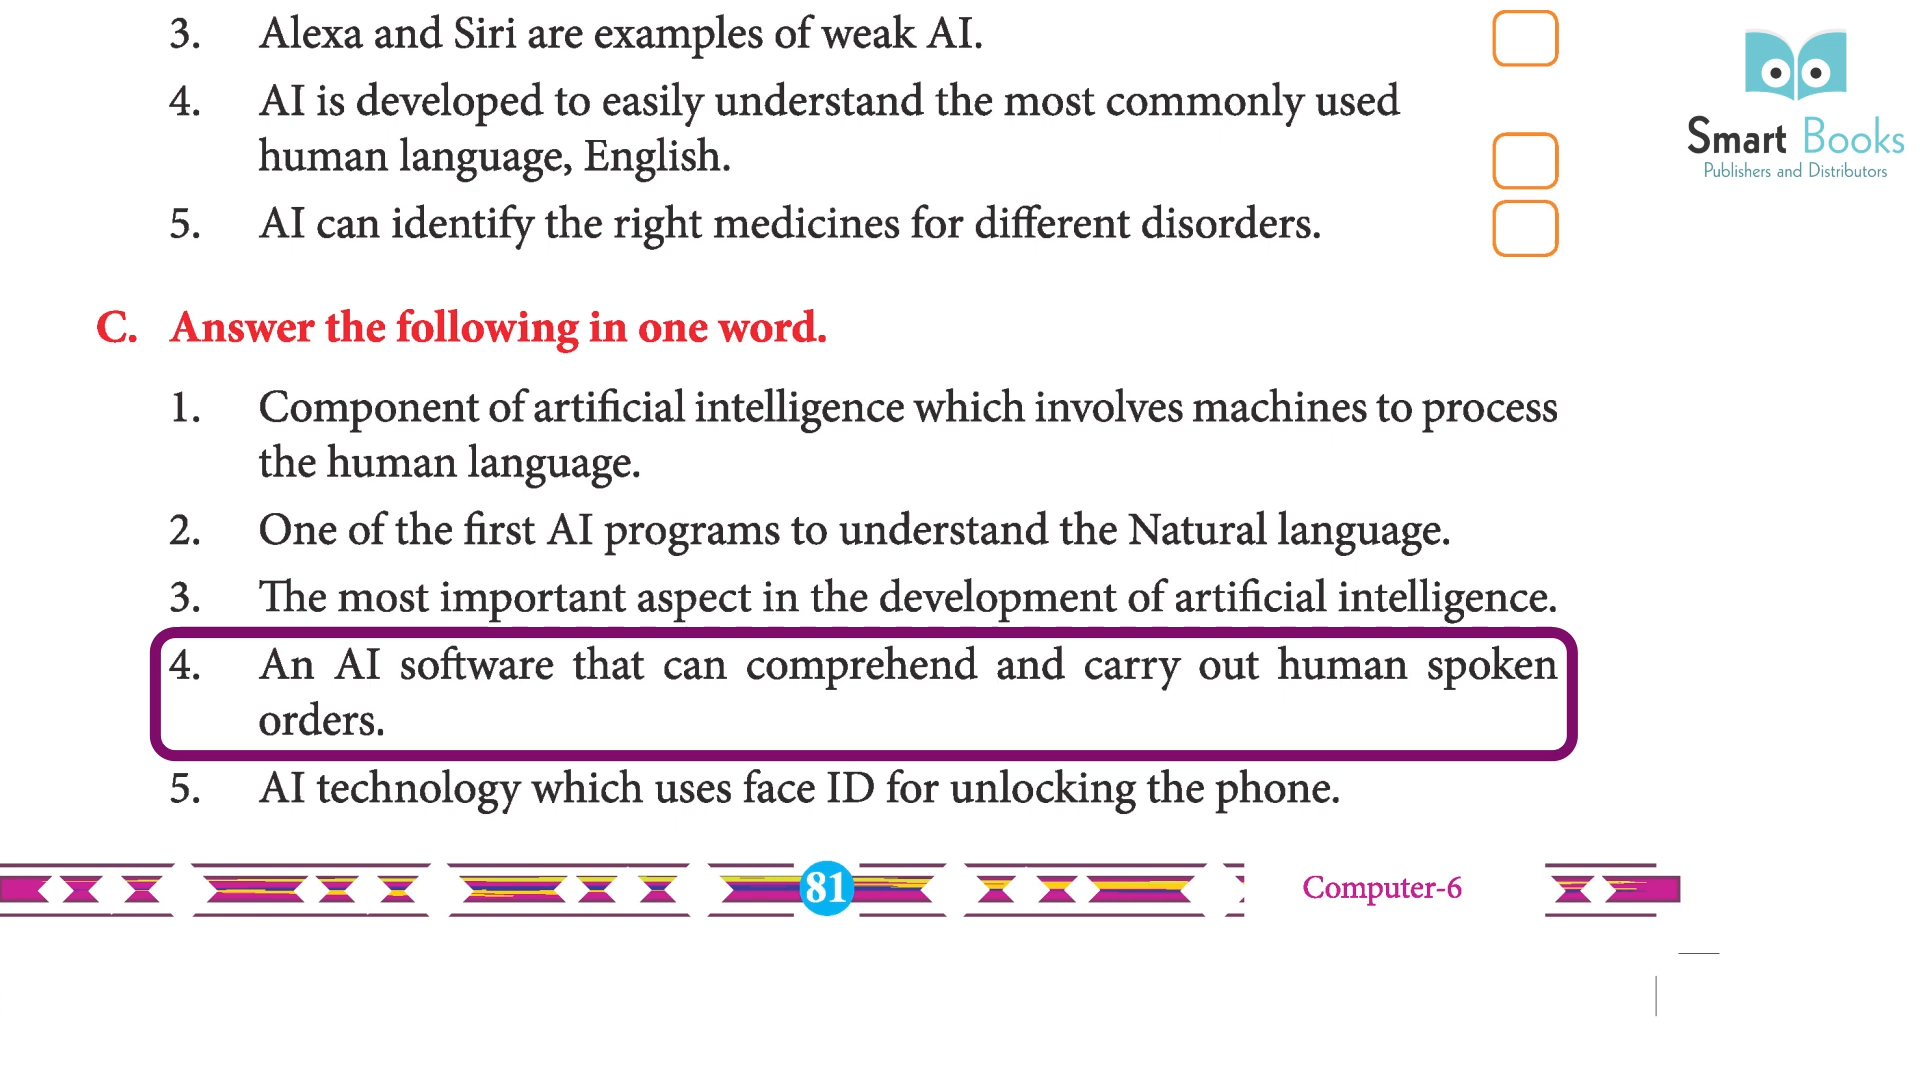 3. Alexa and Siri are examples of weak AI.
4. AI is developed to easily understand the most commonly used
human language, English.
5. AI can identify the right medicines for different disorders.
Smart Books
Publishers and Distributors
C. Answer the following in one word.
1. Component of artificial intelligence which involves machines to process
the human language.
2. One of the first AI programs to understand the Natural language.
3. The most important aspect in the development of artificial intelligence.
4. An AI software that can comprehend and carry out human spoken
orders.
5. AI technology which uses face ID for unlocking the phone.
81
Computer-6